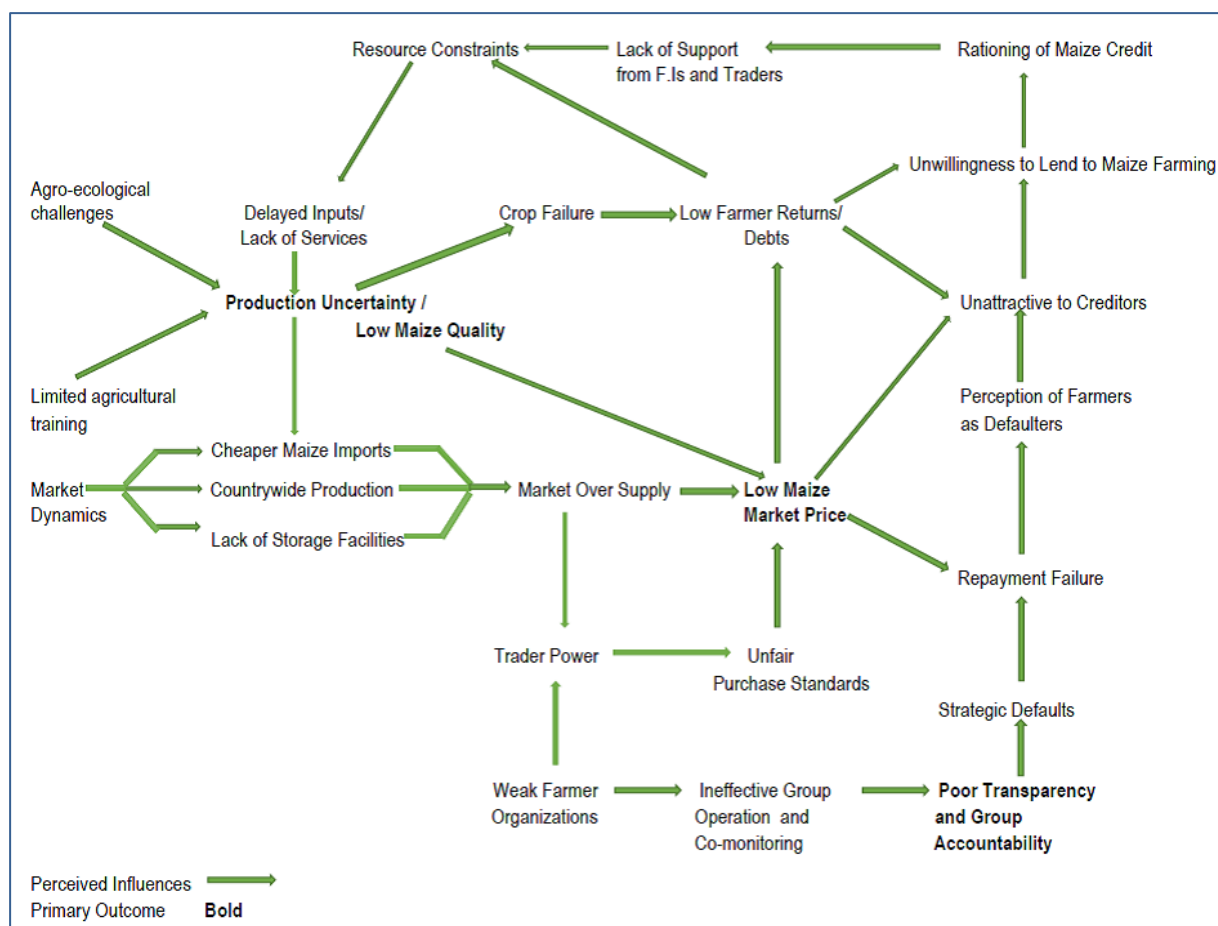 Resource Constraints
Lack of Support
from F.Is and Traders
Rationing of Maize Credit
Unwillingness to Lend to Maize Farming
Agro-ecological
challenges
Delayed Inputs/
Lack of Services
Crop Failure
Low Farmer Returns/
Debts
Production Uncertainty /
Low Maize Quality
Unattractive to Creditors
Limited agricultural
training
Perception of Farmers
as Defaulters
Cheaper Maize Imports
Market
Dynamics
Countrywide Production
Market Over Supply
Low Maize
Market Price
Lack of Storage Facilities
Repayment Failure
Trader Power
Unfair
Purchase Standards
Strategic Defaults
Weak Farmer
Organizations
Ineffective Group
Operation and
Co-monitoring
Poor Transparency
and Group
Accountability
Perceived Influences
Primary Outcome Bold